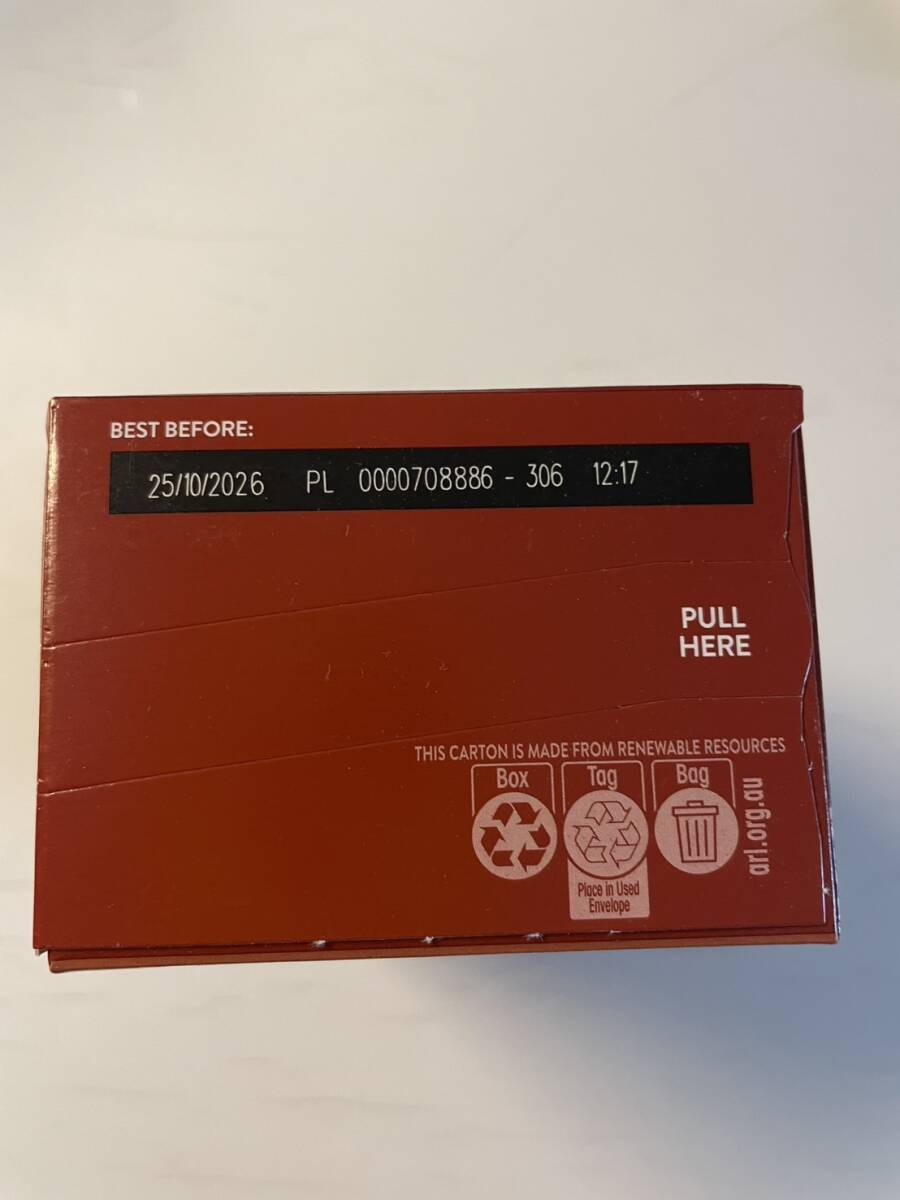 BEST BEFORE:
25/10/2026 PL 0000708886 - 306 12:17
PULL
HERE
THIS CARTON IS MADE FROM RENEWABLE RESOURCES
Box Tag Bag
Place in Used
Envelope
arl.org.au